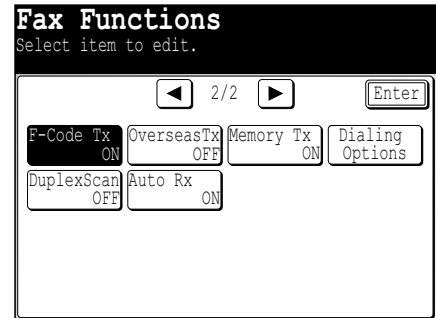 Fax Functions
Select item to edit.
◄ 2/2 ► Enter
F-Code Tx OverseasTx Memory Tx Dialing
ON OFF ON Options
DuplexScan Auto Rx
OFF ON